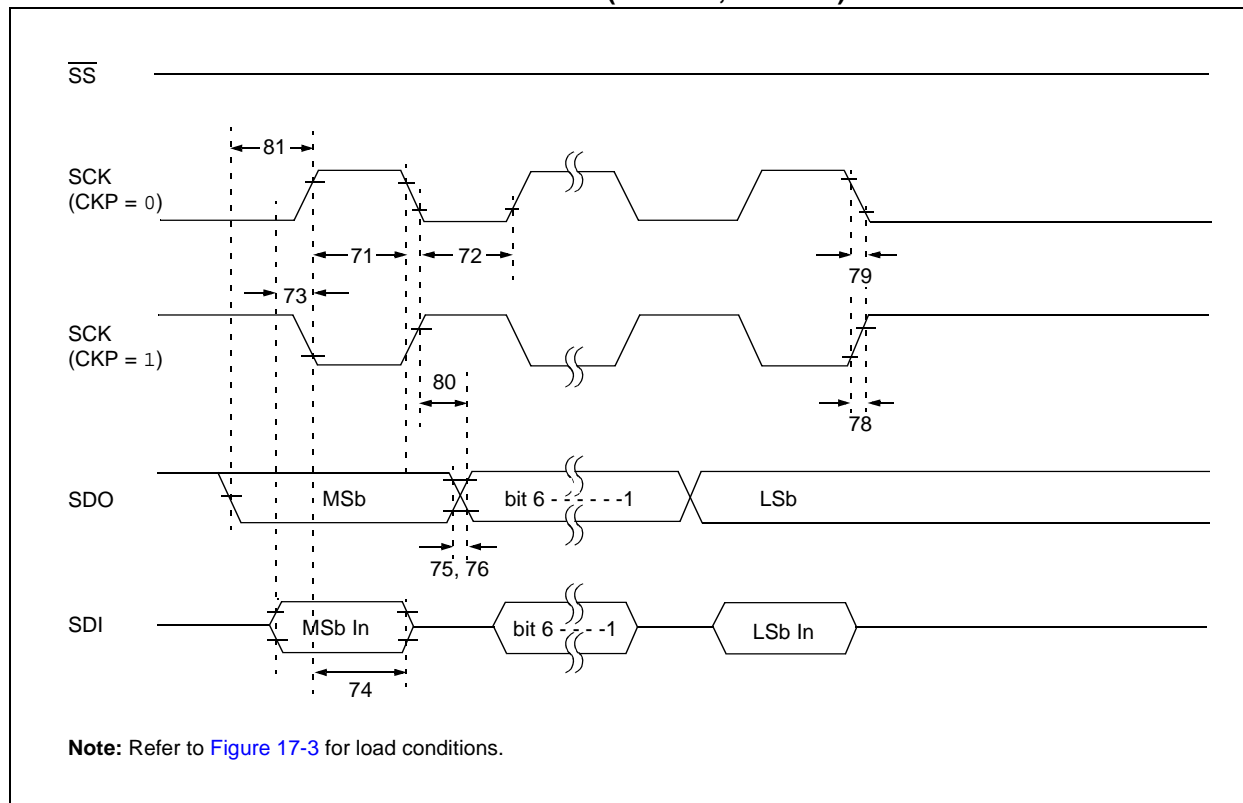 SS
81
SCK
(CKP = 0)
71
72
79
73
SCK
(CKP = 1)
80
78
SDO
MSb
bit 6 - - - - - -1
LSb
75, 76
SDI
MSb In
bit 6 - - - -1
LSb In
74
Note: Refer to Figure 17-3 for load conditions.